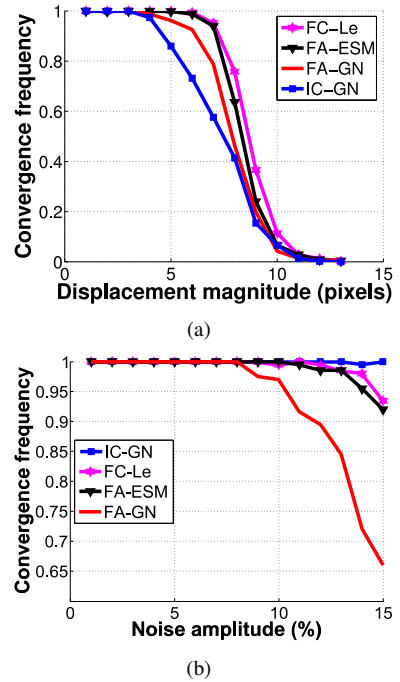 1
0.8
0.6
0.4
0.2
0
0 5 10 15
Convergence frequency
Displacement magnitude (pixels)
FC-Le
FA-ESM
FA-GN
IC-GN
(a)
1
0.95
0.9
0.85
0.8
0.75
0.7
0.65
0 5 10 15
Convergence frequency
Noise amplitude (%)
IC-GN
FC-Le
FA-ESM
FA-GN
(b)